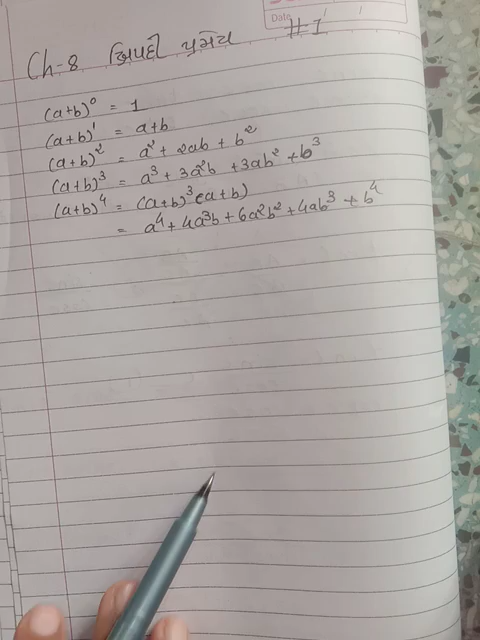 Date
Ch-8 દ્વિપદી પ્રમેય #1
(a+b)⁰ = 1
(a+b)¹ = a+b
(a+b)² = a² + 2ab + b²
(a+b)³ = a³ + 3a²b + 3ab² + b³
(a+b)⁴ = (a+b)³(a+b)
= a⁴ + 4a³b + 6a²b² + 4ab³ + b⁴